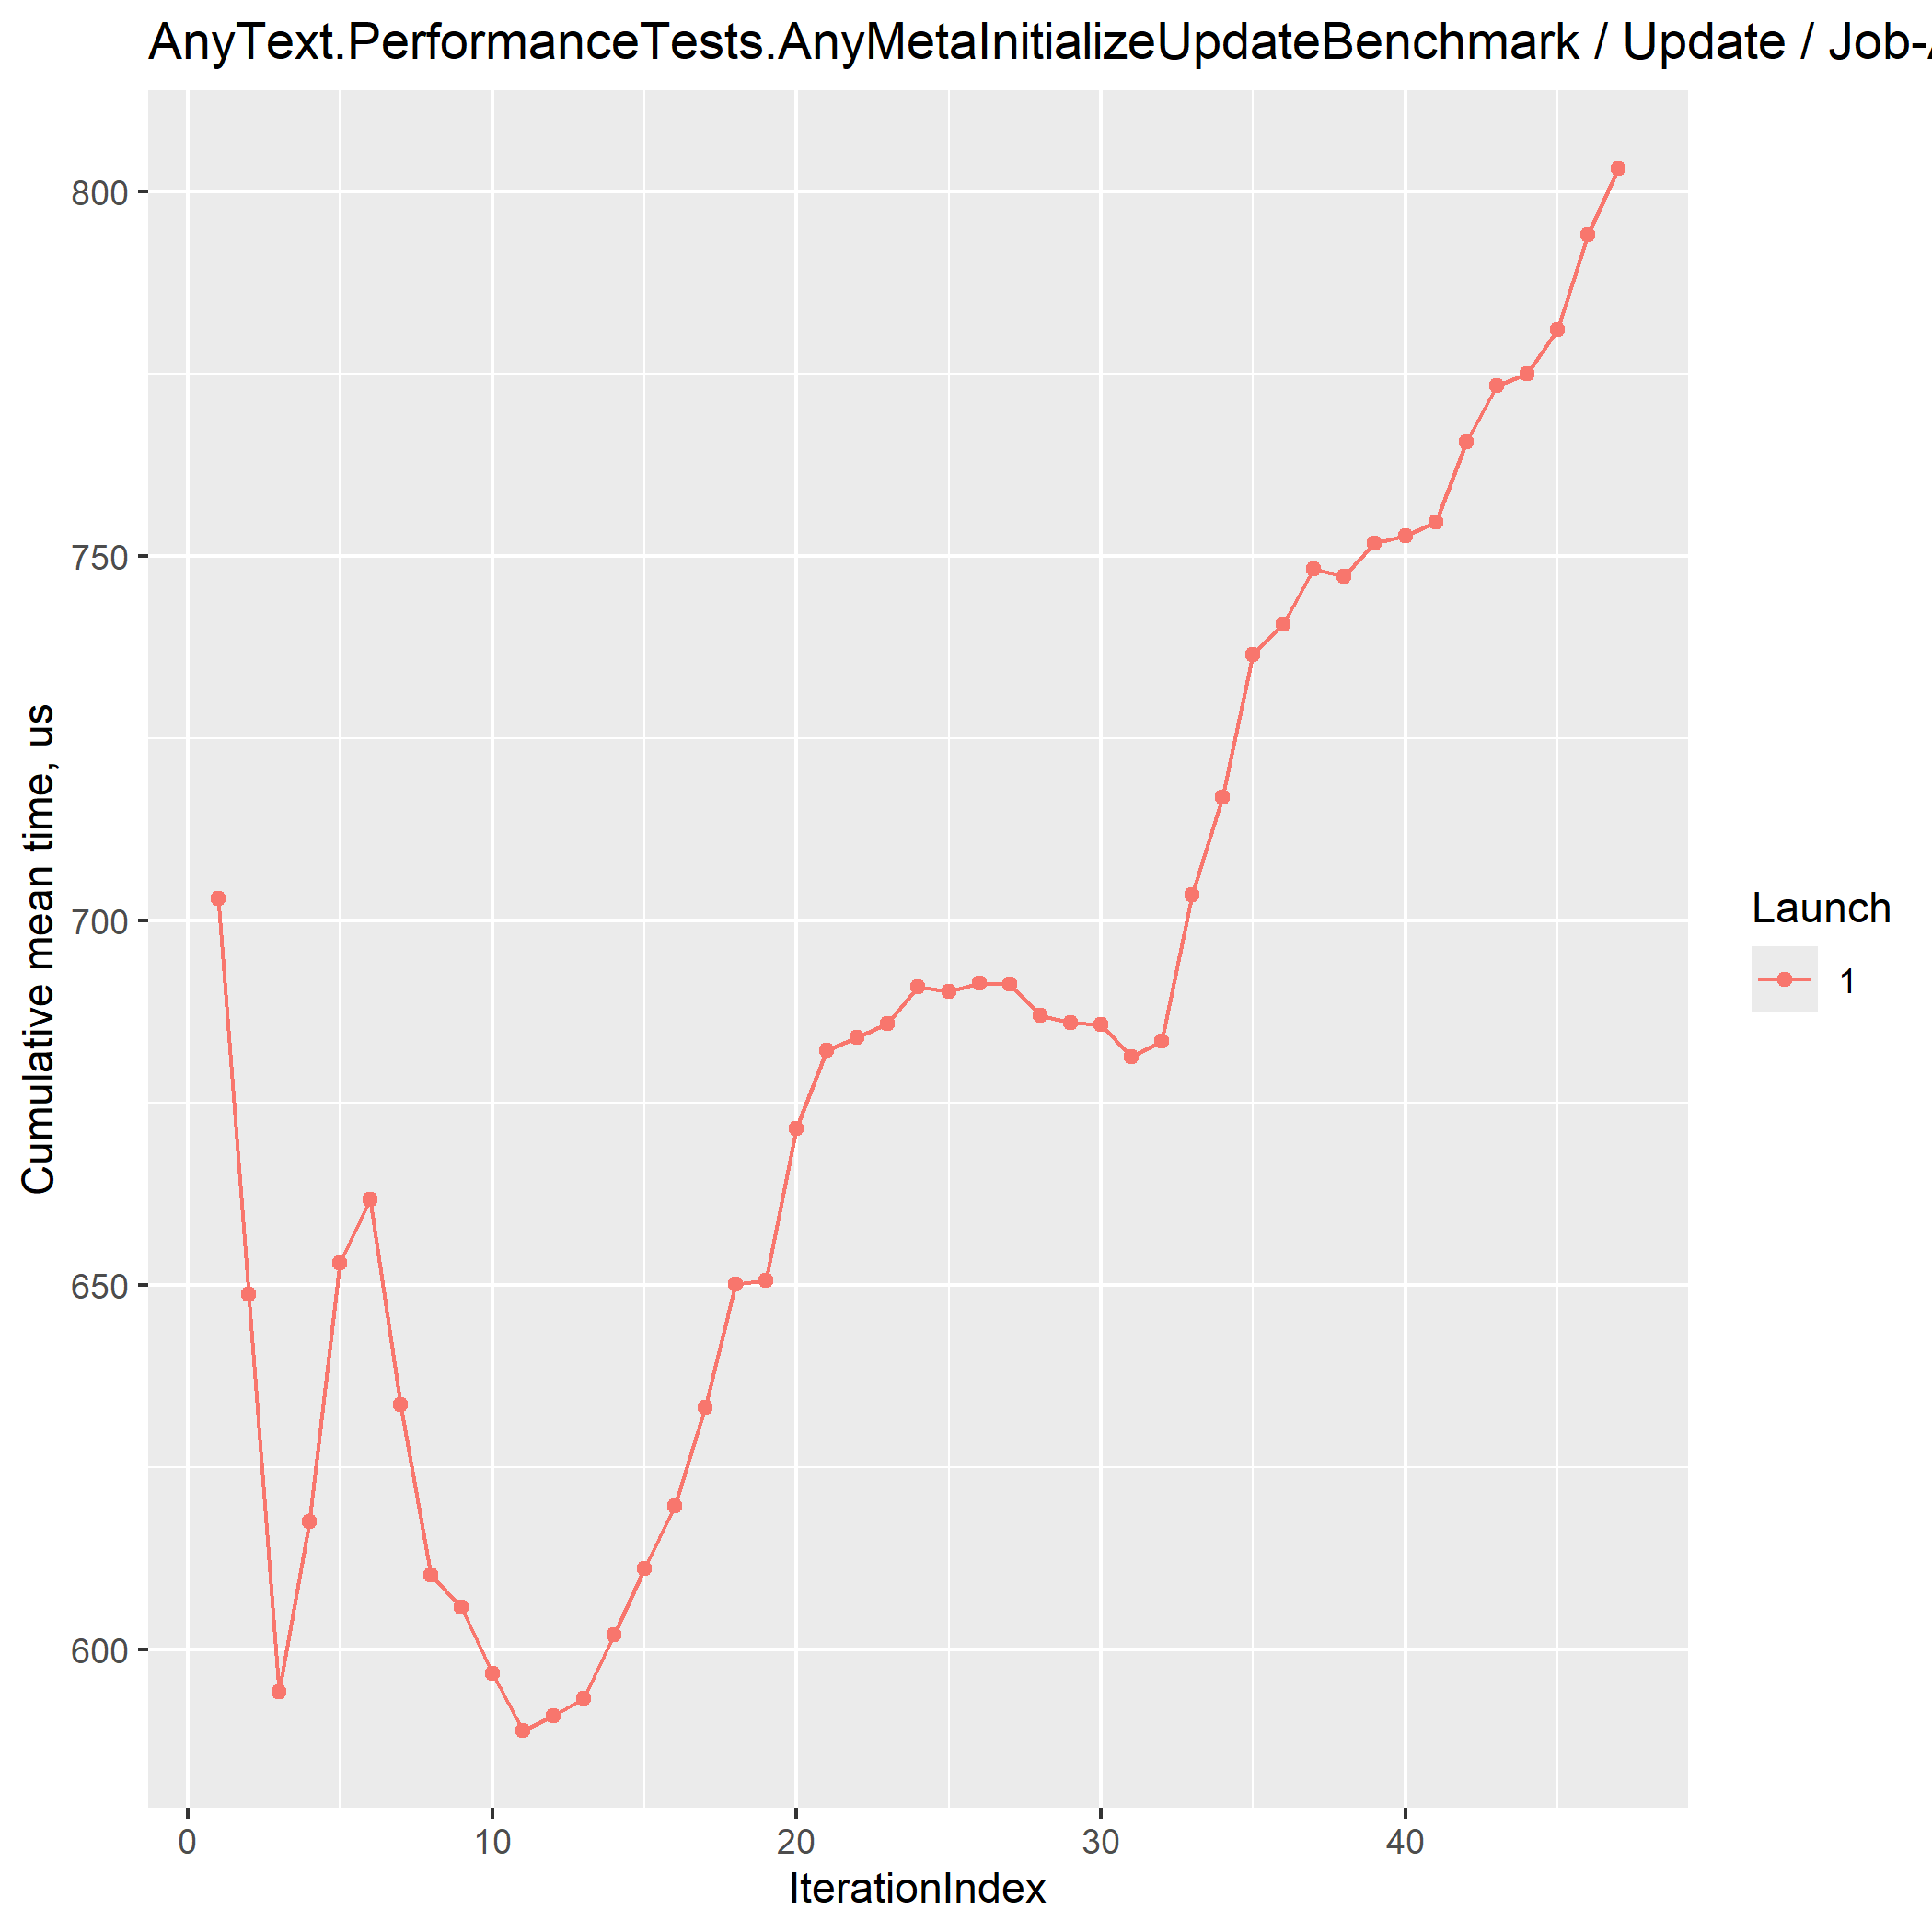 AnyText.PerformanceTests.AnyMetaInitializeUpdateBenchmark / Update / Job-
800
750
700
650
600
Cumulative mean time, us
0 10 20 30 40
IterationIndex
Launch
1